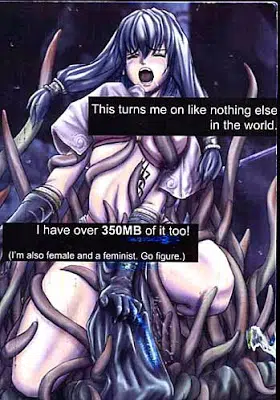 This turns me on like nothing else
in the world.
I have over 350MB of it too!
(I'm also female and a feminist. Go figure.)